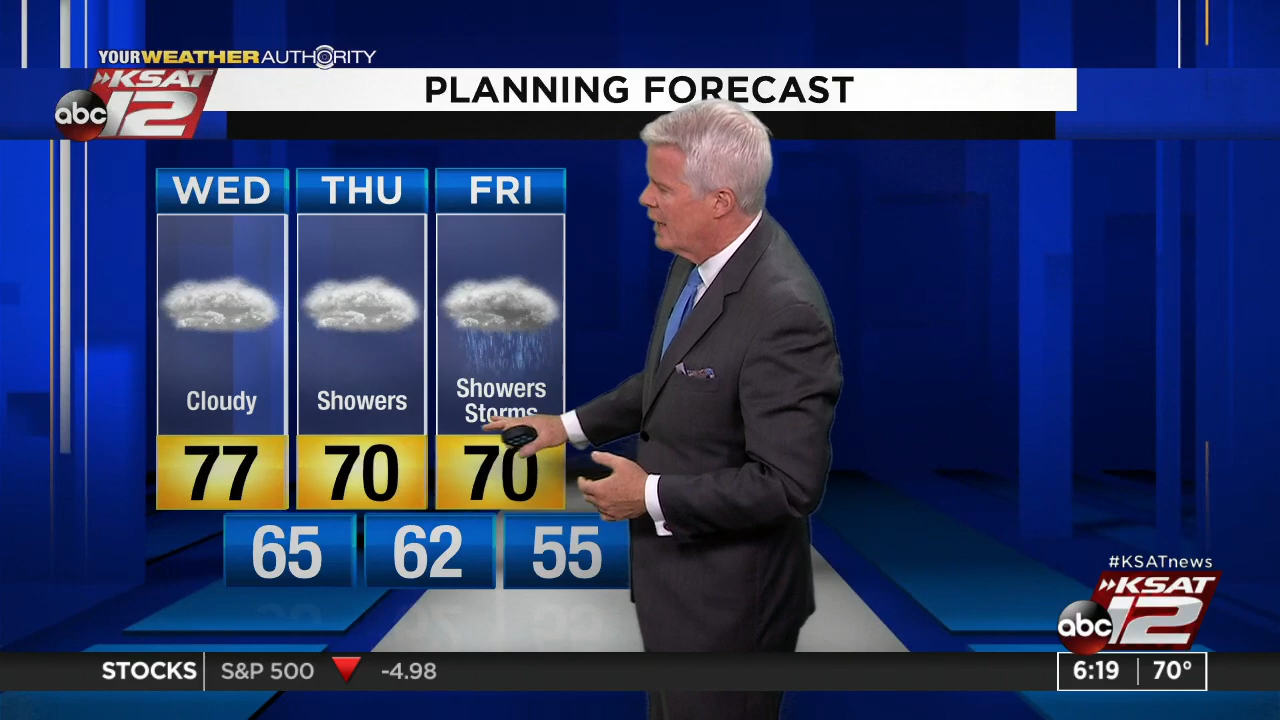 YOURWEATHERAUTHORITY
KSAT
abc 12
PLANNING FORECAST
WED THU FRI
Cloudy Showers Showers
Storms
77 70 70
65 62 55
#KSATnews
KSAT
abc 12
STOCKS S&P 500 -4.98 6:19 70°